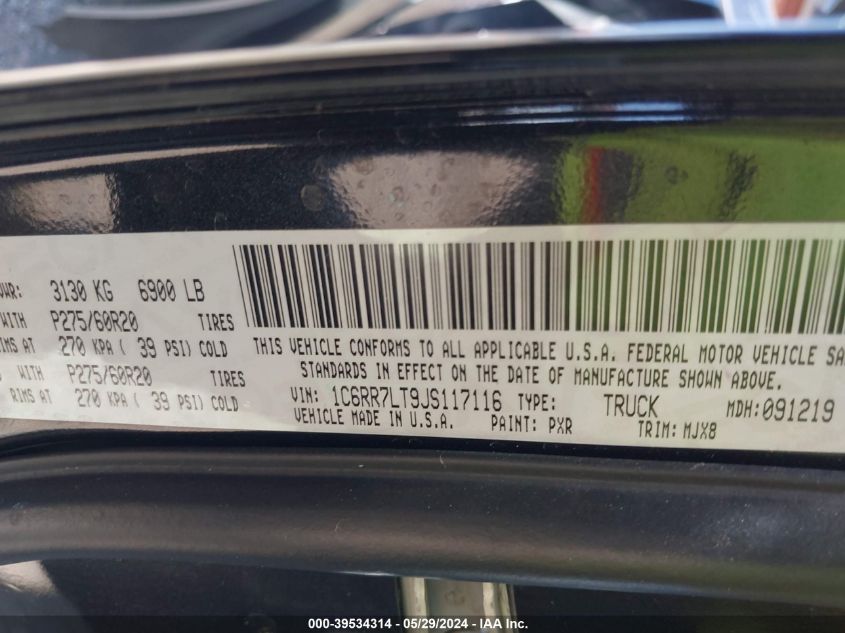 VWR: 3130 KG 6900 LB
WITH P275/60R20 TIRES
RIMS AT 270 KPA ( 39 PSI) COLD
WITH P275/60R20 TIRES
RIMS AT 270 KPA ( 39 PSI) COLD
THIS VEHICLE CONFORMS TO ALL APPLICABLE U.S.A. FEDERAL MOTOR VEHICLE SA
STANDARDS IN EFFECT ON THE DATE OF MANUFACTURE SHOWN ABOVE.
VIN: 1C6RR7LT9JS117116 TYPE: TRUCK MDH:091219
VEHICLE MADE IN U.S.A. PAINT: PXR TRIM: MJX8
000-39534314 - 05/29/2024 - IAA Inc.